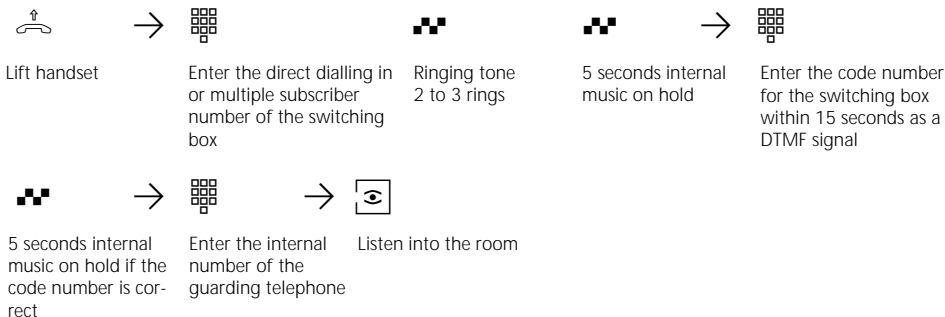 Lift handset
Enter the direct dialling in
or multiple subscriber
number of the switching
box
Ringing tone
2 to 3 rings
5 seconds internal
music on hold
Enter the code number
for the switching box
within 15 seconds as a
DTMF signal
5 seconds internal
music on hold if the
code number is cor-
rect
Enter the internal
number of the
guarding telephone
Listen into the room